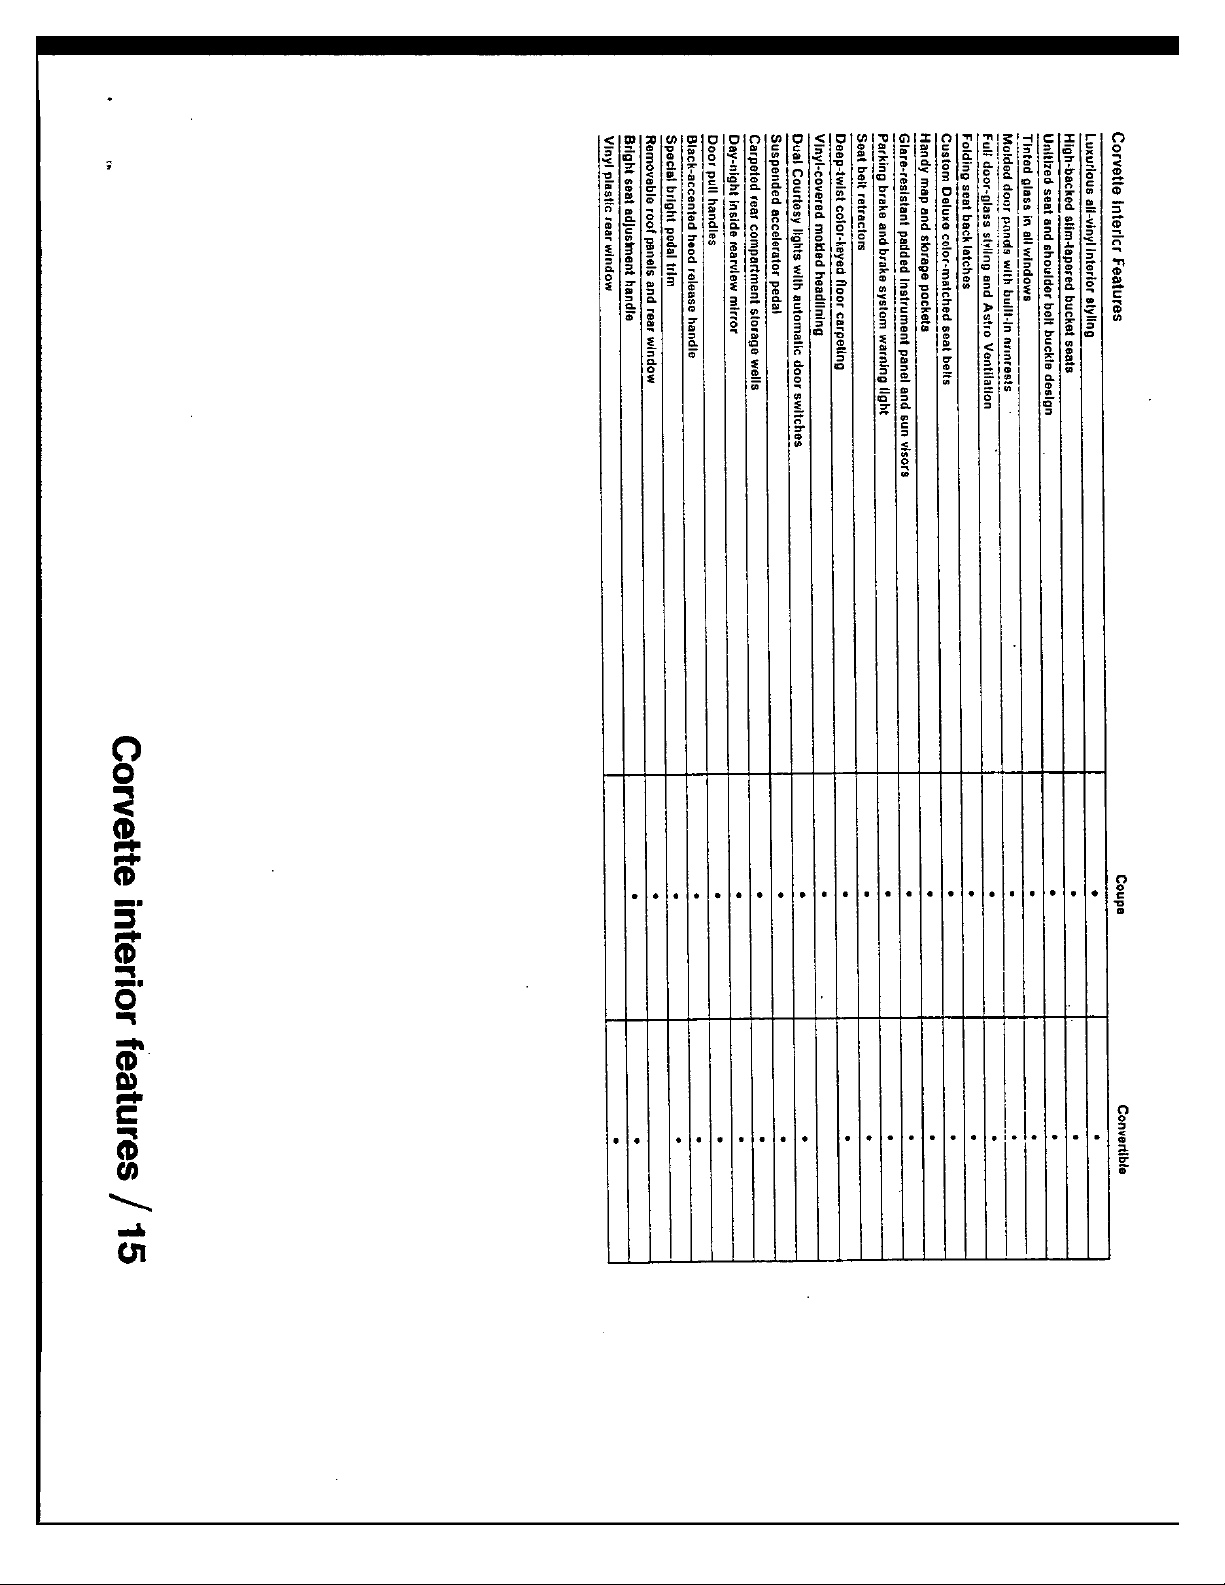 Corvette Interior Features Coupe Convertible
Luxurious all-vinyl interior styling • •
High-backed slim-tapered bucket seats • •
Unitized seat and shoulder belt buckle design • •
Tinted glass in all windows • •
Molded door panels with built-in armrests • •
Full door-glass styling and Astro Ventilation • •
Folding seat back latches • •
Custom Deluxe color-matched seat belts • •
Handy map and storage pockets • •
Glare-resistant padded instrument panel and sun visors • •
Parking brake and brake system warning light • •
Seat belt retractors • •
Deep-twist color-keyed floor carpeting • •
Vinyl-covered molded headlining •
Dual Courtesy lights with automatic door switches • •
Suspended accelerator pedal • •
Carpeted rear compartment storage wells • •
Day-night inside rearview mirror • •
Door pull handles • •
Black-accented hood release handle • •
Special bright pedal trim • •
Removable roof panels and rear window •
Bright seat adjustment handle • •
Vinyl plastic rear window •
Corvette interior features / 15